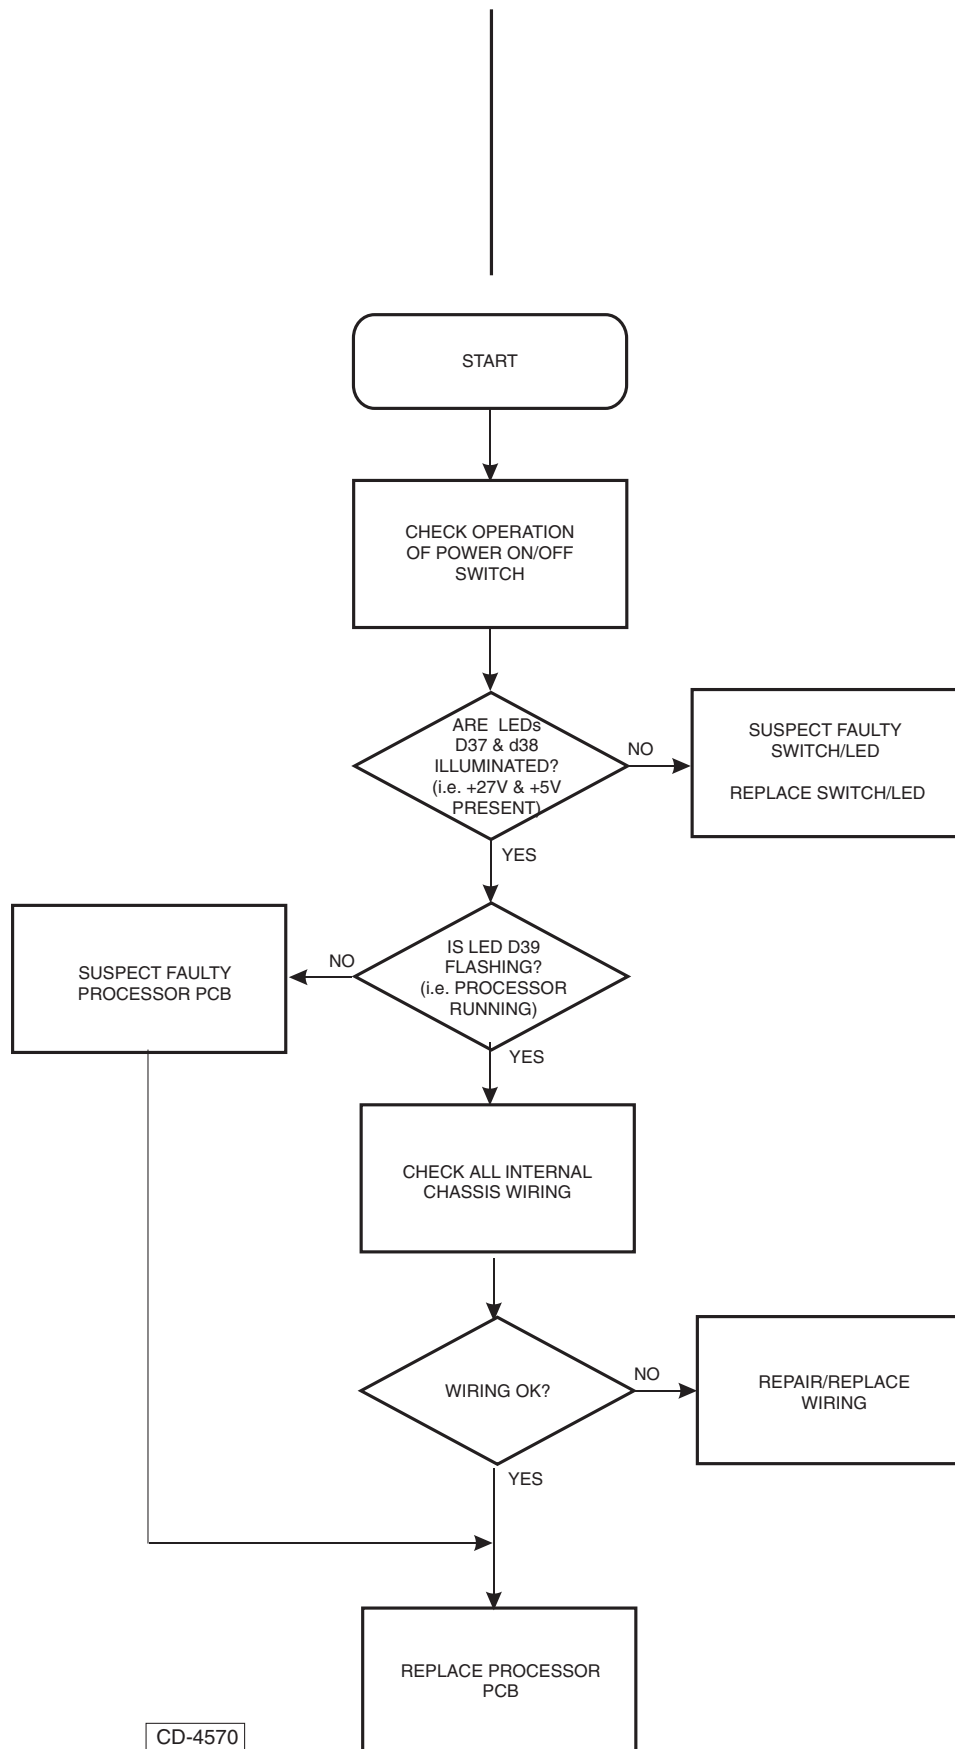 START
CHECK OPERATION
OF POWER ON/OFF
SWITCH
ARE LEDs
D37 & d38
ILLUMINATED?
(i.e. +27V & +5V
PRESENT)
NO
SUSPECT FAULTY
SWITCH/LED
REPLACE SWITCH/LED
YES
IS LED D39
FLASHING?
(i.e. PROCESSOR
RUNNING)
NO
SUSPECT FAULTY
PROCESSOR PCB
YES
CHECK ALL INTERNAL
CHASSIS WIRING
WIRING OK?
NO
REPAIR/REPLACE
WIRING
YES
REPLACE PROCESSOR
PCB
CD-4570